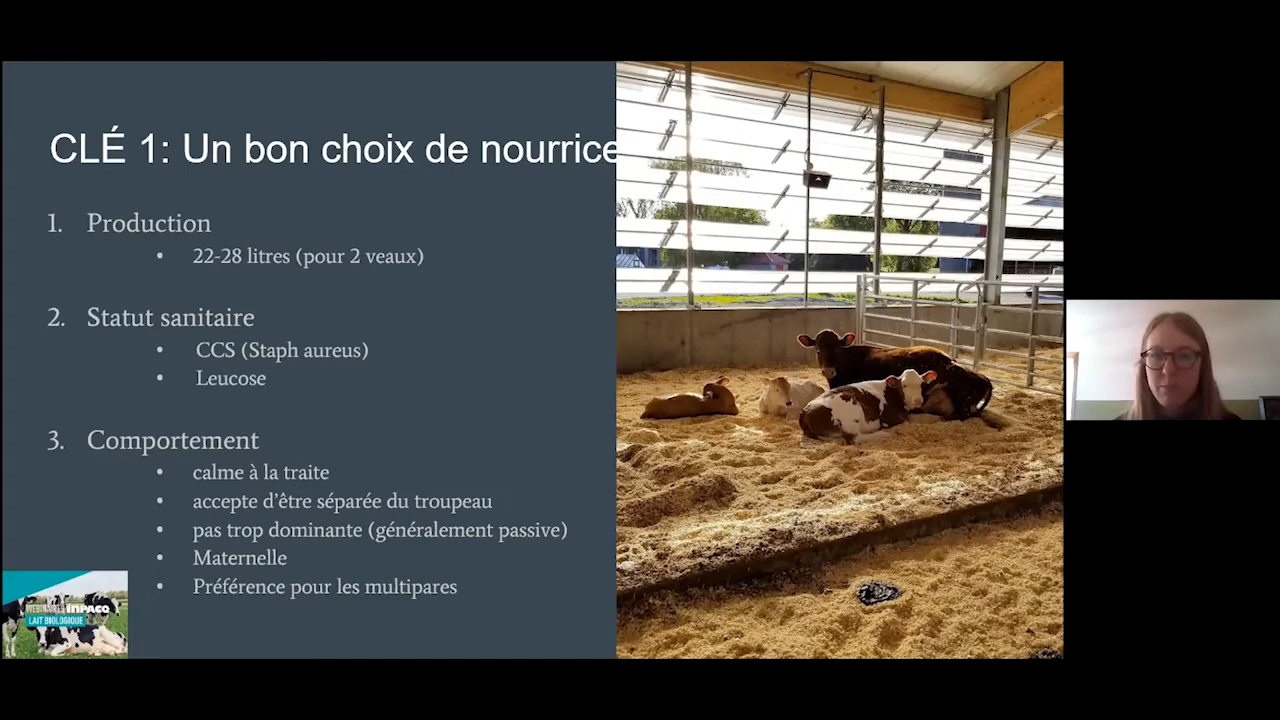 CLÉ 1: Un bon choix de nourrice
1. Production
• 22-28 litres (pour 2 veaux)
2. Statut sanitaire
• CCS (Staph aureus)
• Leucose
3. Comportement
• calme à la traite
• accepte d'être séparée du troupeau
• pas trop dominante (généralement passive)
• Maternelle
• Préférence pour les multipares
WEBINAIRES INPACQ
LAIT BIOLOGIQUE